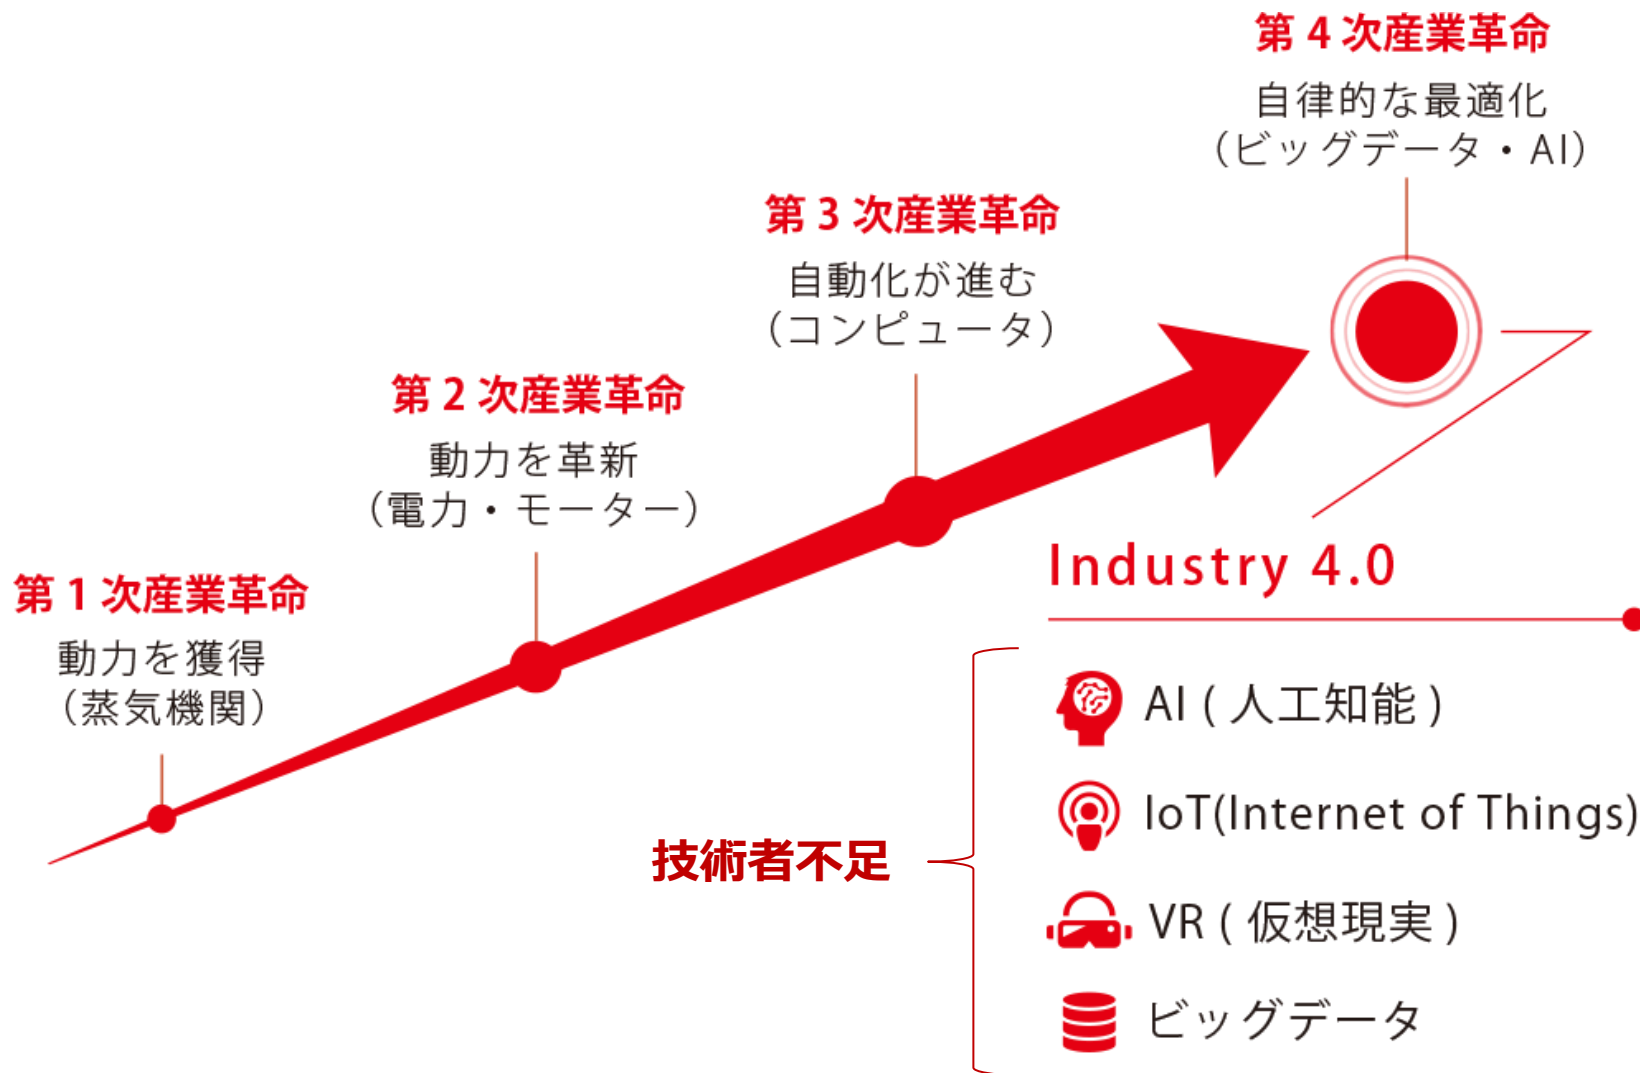 第 4 次産業革命
自律的な最適化
（ビッグデータ・AI）
第 3 次産業革命
自動化が進む
（コンピュータ）
第 2 次産業革命
動力を革新
（電力・モーター）
第 1 次産業革命
動力を獲得
（蒸気機関）
Industry 4.0
技術者不足
AI ( 人工知能 )
IoT(Internet of Things)
VR ( 仮想現実 )
ビッグデータ